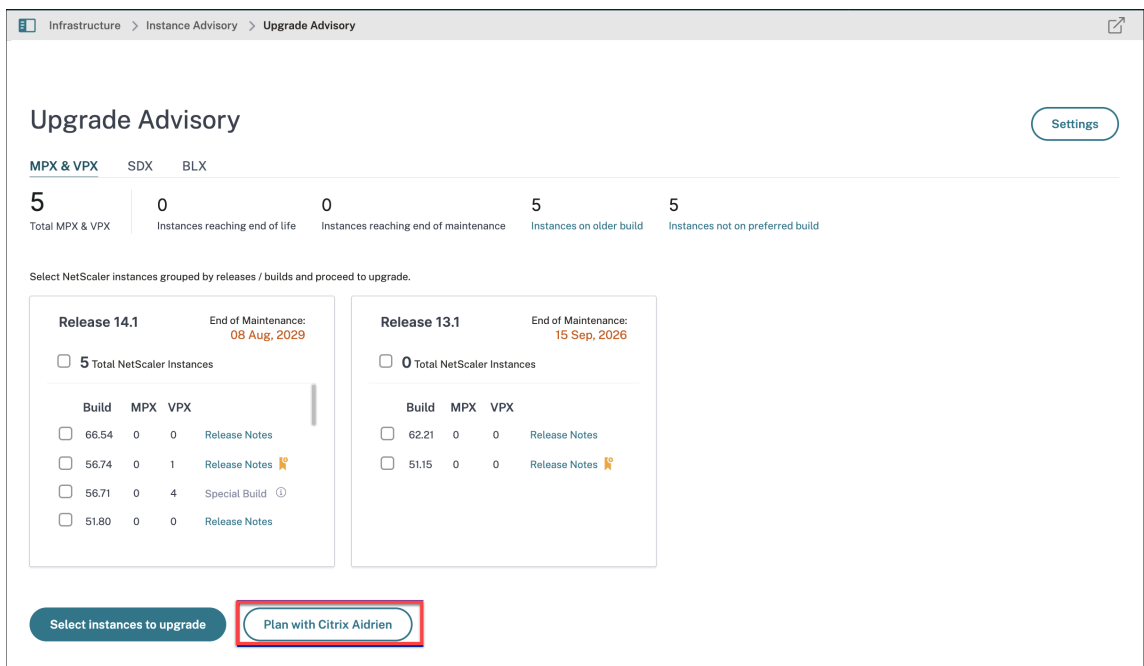 Infrastructure > Instance Advisory > Upgrade Advisory
Upgrade Advisory
Settings
MPX & VPX SDX BLX
5 0 0 5 5
Total MPX & VPX Instances reaching end of life Instances reaching end of maintenance Instances on older build Instances not on preferred build
Select NetScaler instances grouped by releases / builds and proceed to upgrade.
Release 14.1 End of Maintenance:
08 Aug, 2029
5 Total NetScaler Instances
Build MPX VPX
66.54 0 0 Release Notes
56.74 0 1 Release Notes
56.71 0 4 Special Build
51.80 0 0 Release Notes
Release 13.1 End of Maintenance:
15 Sep, 2026
0 Total NetScaler Instances
Build MPX VPX
62.21 0 0 Release Notes
51.15 0 0 Release Notes
Select instances to upgrade Plan with Citrix Aidrien